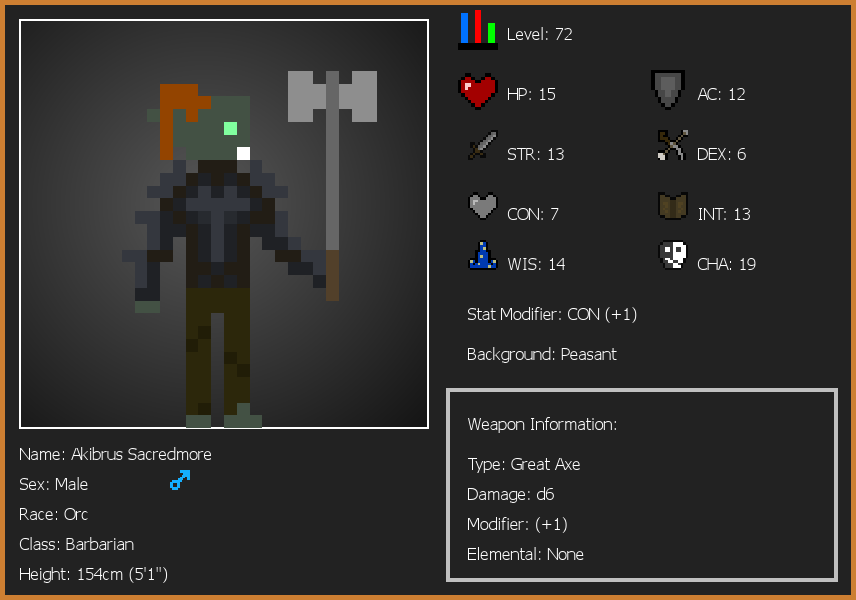 Level: 72
HP: 15
AC: 12
STR: 13
DEX: 6
CON: 7
INT: 13
WIS: 14
CHA: 19
Stat Modifier: CON (+1)
Background: Peasant
Weapon Information:
Type: Great Axe
Damage: d6
Modifier: (+1)
Elemental: None
Name: Akibrus Sacredmore
Sex: Male
Race: Orc
Class: Barbarian
Height: 154cm (5'1")